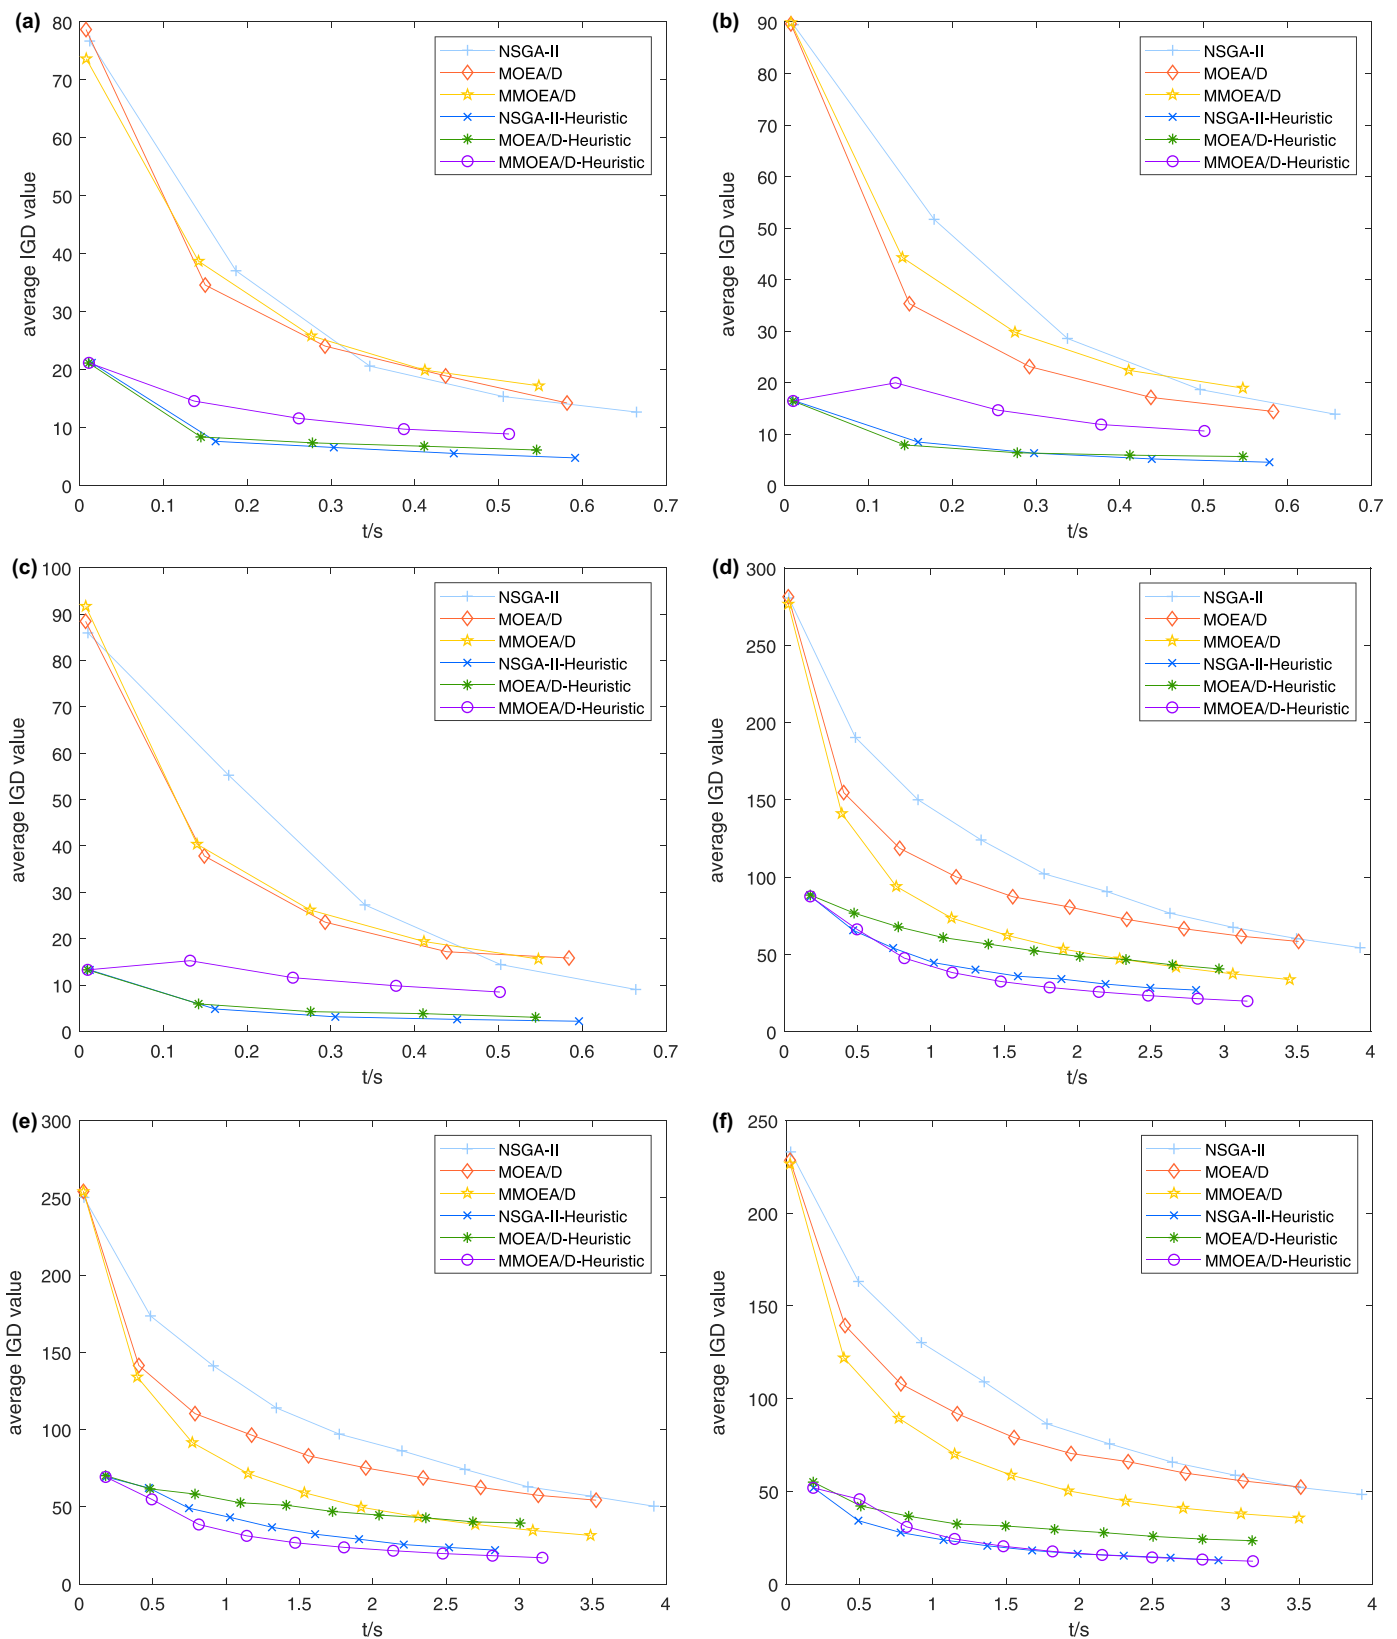 (a)
80
70
60
50
40
30
20
10
0
average IGD value
0 0.1 0.2 0.3 0.4 0.5 0.6 0.7
t/s
NSGA-II
MOEA/D
MMOEA/D
NSGA-II-Heuristic
MOEA/D-Heuristic
MMOEA/D-Heuristic
(b)
90
80
70
60
50
40
30
20
10
0
average IGD value
0 0.1 0.2 0.3 0.4 0.5 0.6 0.7
t/s
NSGA-II
MOEA/D
MMOEA/D
NSGA-II-Heuristic
MOEA/D-Heuristic
MMOEA/D-Heuristic
(c)
100
90
80
70
60
50
40
30
20
10
0
average IGD value
0 0.1 0.2 0.3 0.4 0.5 0.6 0.7
t/s
NSGA-II
MOEA/D
MMOEA/D
NSGA-II-Heuristic
MOEA/D-Heuristic
MMOEA/D-Heuristic
(d)
300
250
200
150
100
50
0
average IGD value
0 0.5 1 1.5 2 2.5 3 3.5 4
t/s
NSGA-II
MOEA/D
MMOEA/D
NSGA-II-Heuristic
MOEA/D-Heuristic
MMOEA/D-Heuristic
(e)
300
250
200
150
100
50
0
average IGD value
0 0.5 1 1.5 2 2.5 3 3.5 4
t/s
NSGA-II
MOEA/D
MMOEA/D
NSGA-II-Heuristic
MOEA/D-Heuristic
MMOEA/D-Heuristic
(f)
250
200
150
100
50
0
average IGD value
0 0.5 1 1.5 2 2.5 3 3.5 4
t/s
NSGA-II
MOEA/D
MMOEA/D
NSGA-II-Heuristic
MOEA/D-Heuristic
MMOEA/D-Heuristic